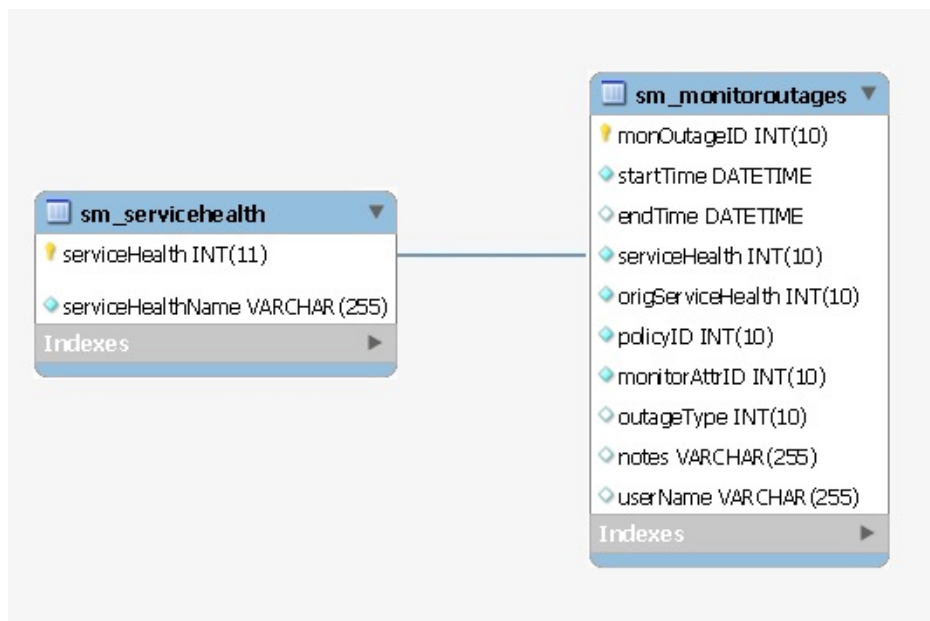 sm_servicehealth
serviceHealth INT(11)
serviceHealthName VARCHAR(255)
Indexes
sm_monitoroutages
monOutageID INT(10)
startTime DATETIME
endTime DATETIME
serviceHealth INT(10)
origServiceHealth INT(10)
policyID INT(10)
monitorAttrID INT(10)
outageType INT(10)
notes VARCHAR(255)
userName VARCHAR(255)
Indexes